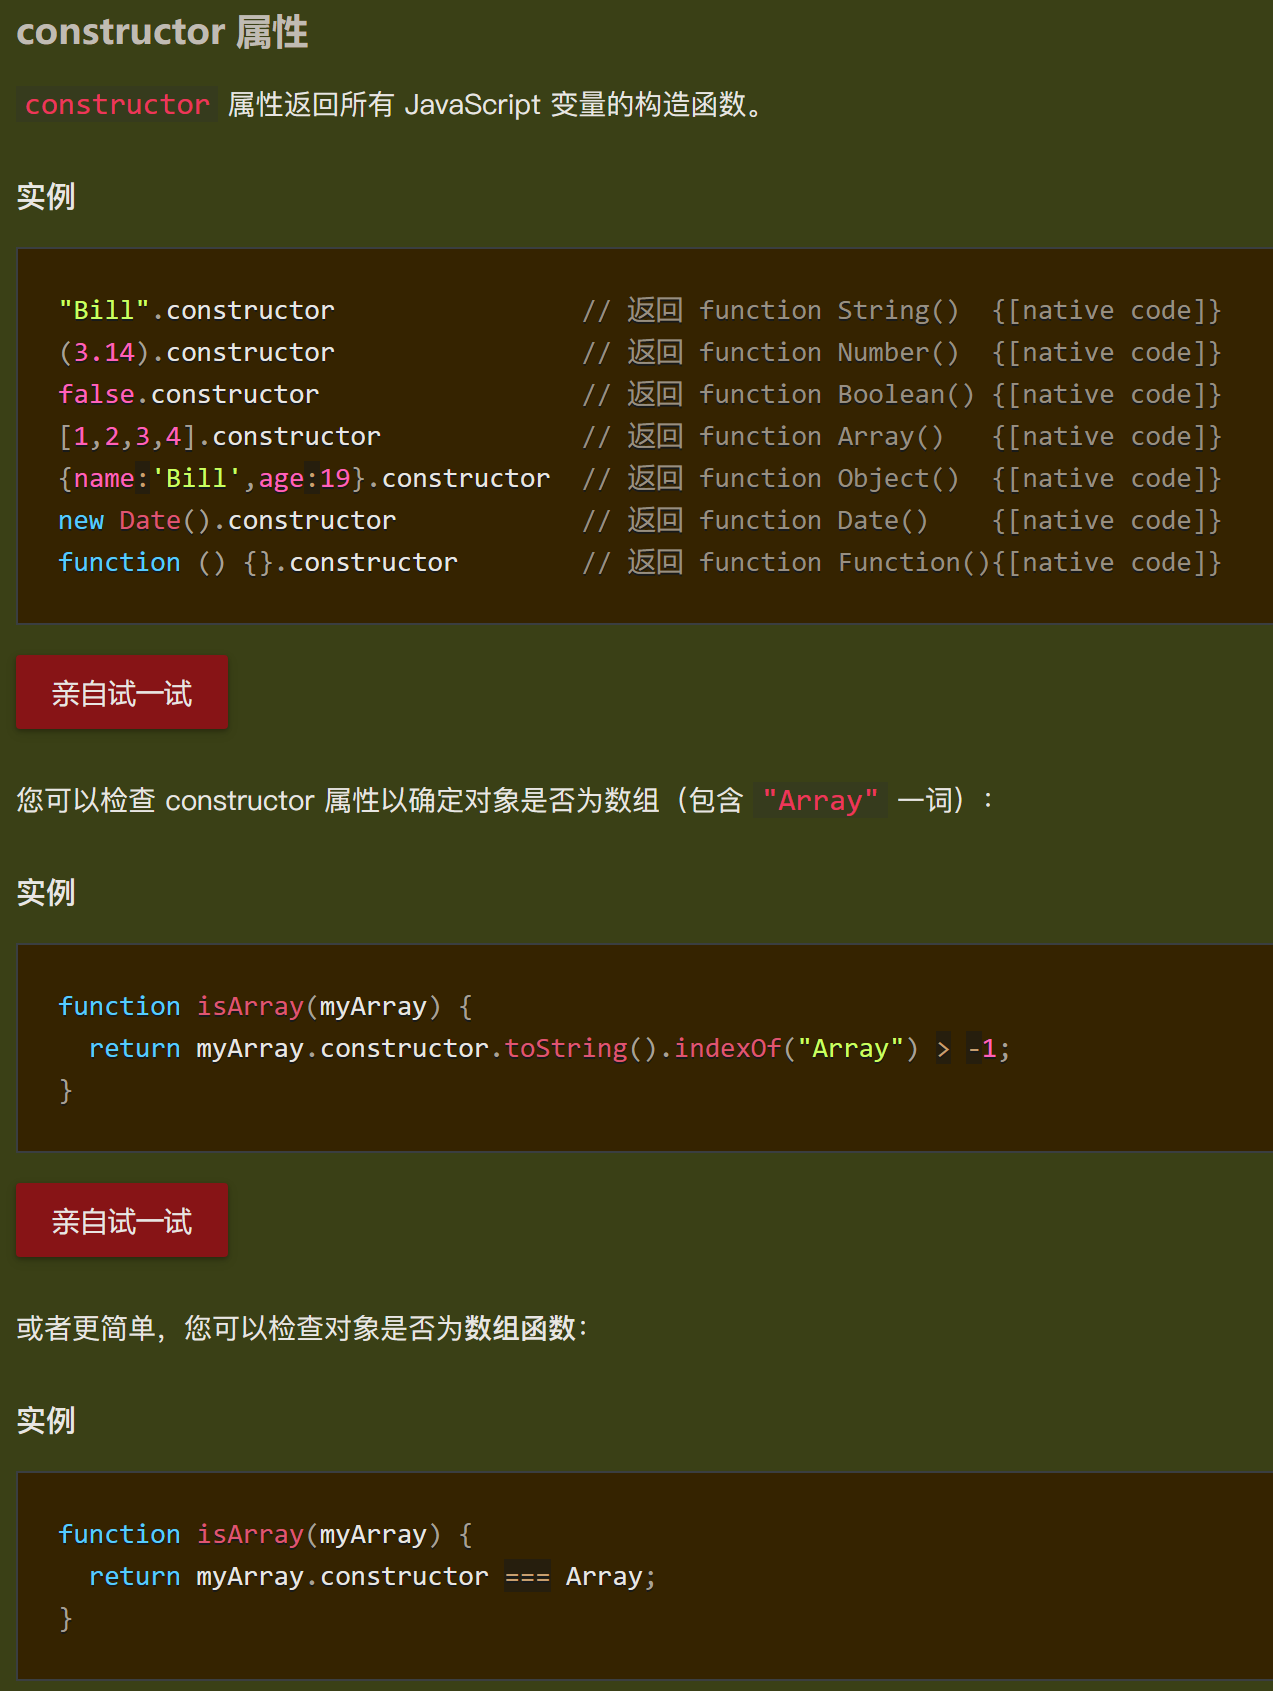 constructor 属性
constructor 属性返回所有 JavaScript 变量的构造函数。
实例
"Bill".constructor                // 返回 function String()  {[native code]}
(3.14).constructor                // 返回 function Number()  {[native code]}
false.constructor                 // 返回 function Boolean() {[native code]}
[1,2,3,4].constructor             // 返回 function Array()   {[native code]}
{name:'Bill',age:19}.constructor  // 返回 function Object()  {[native code]}
new Date().constructor            // 返回 function Date()    {[native code]}
function () {}.constructor        // 返回 function Function(){[native code]}
亲自试一试
您可以检查 constructor 属性以确定对象是否为数组（包含 "Array" 一词）：
实例
function isArray(myArray) {
  return myArray.constructor.toString().indexOf("Array") > -1;
}
亲自试一试
或者更简单，您可以检查对象是否为数组函数：
实例
function isArray(myArray) {
  return myArray.constructor === Array;
}